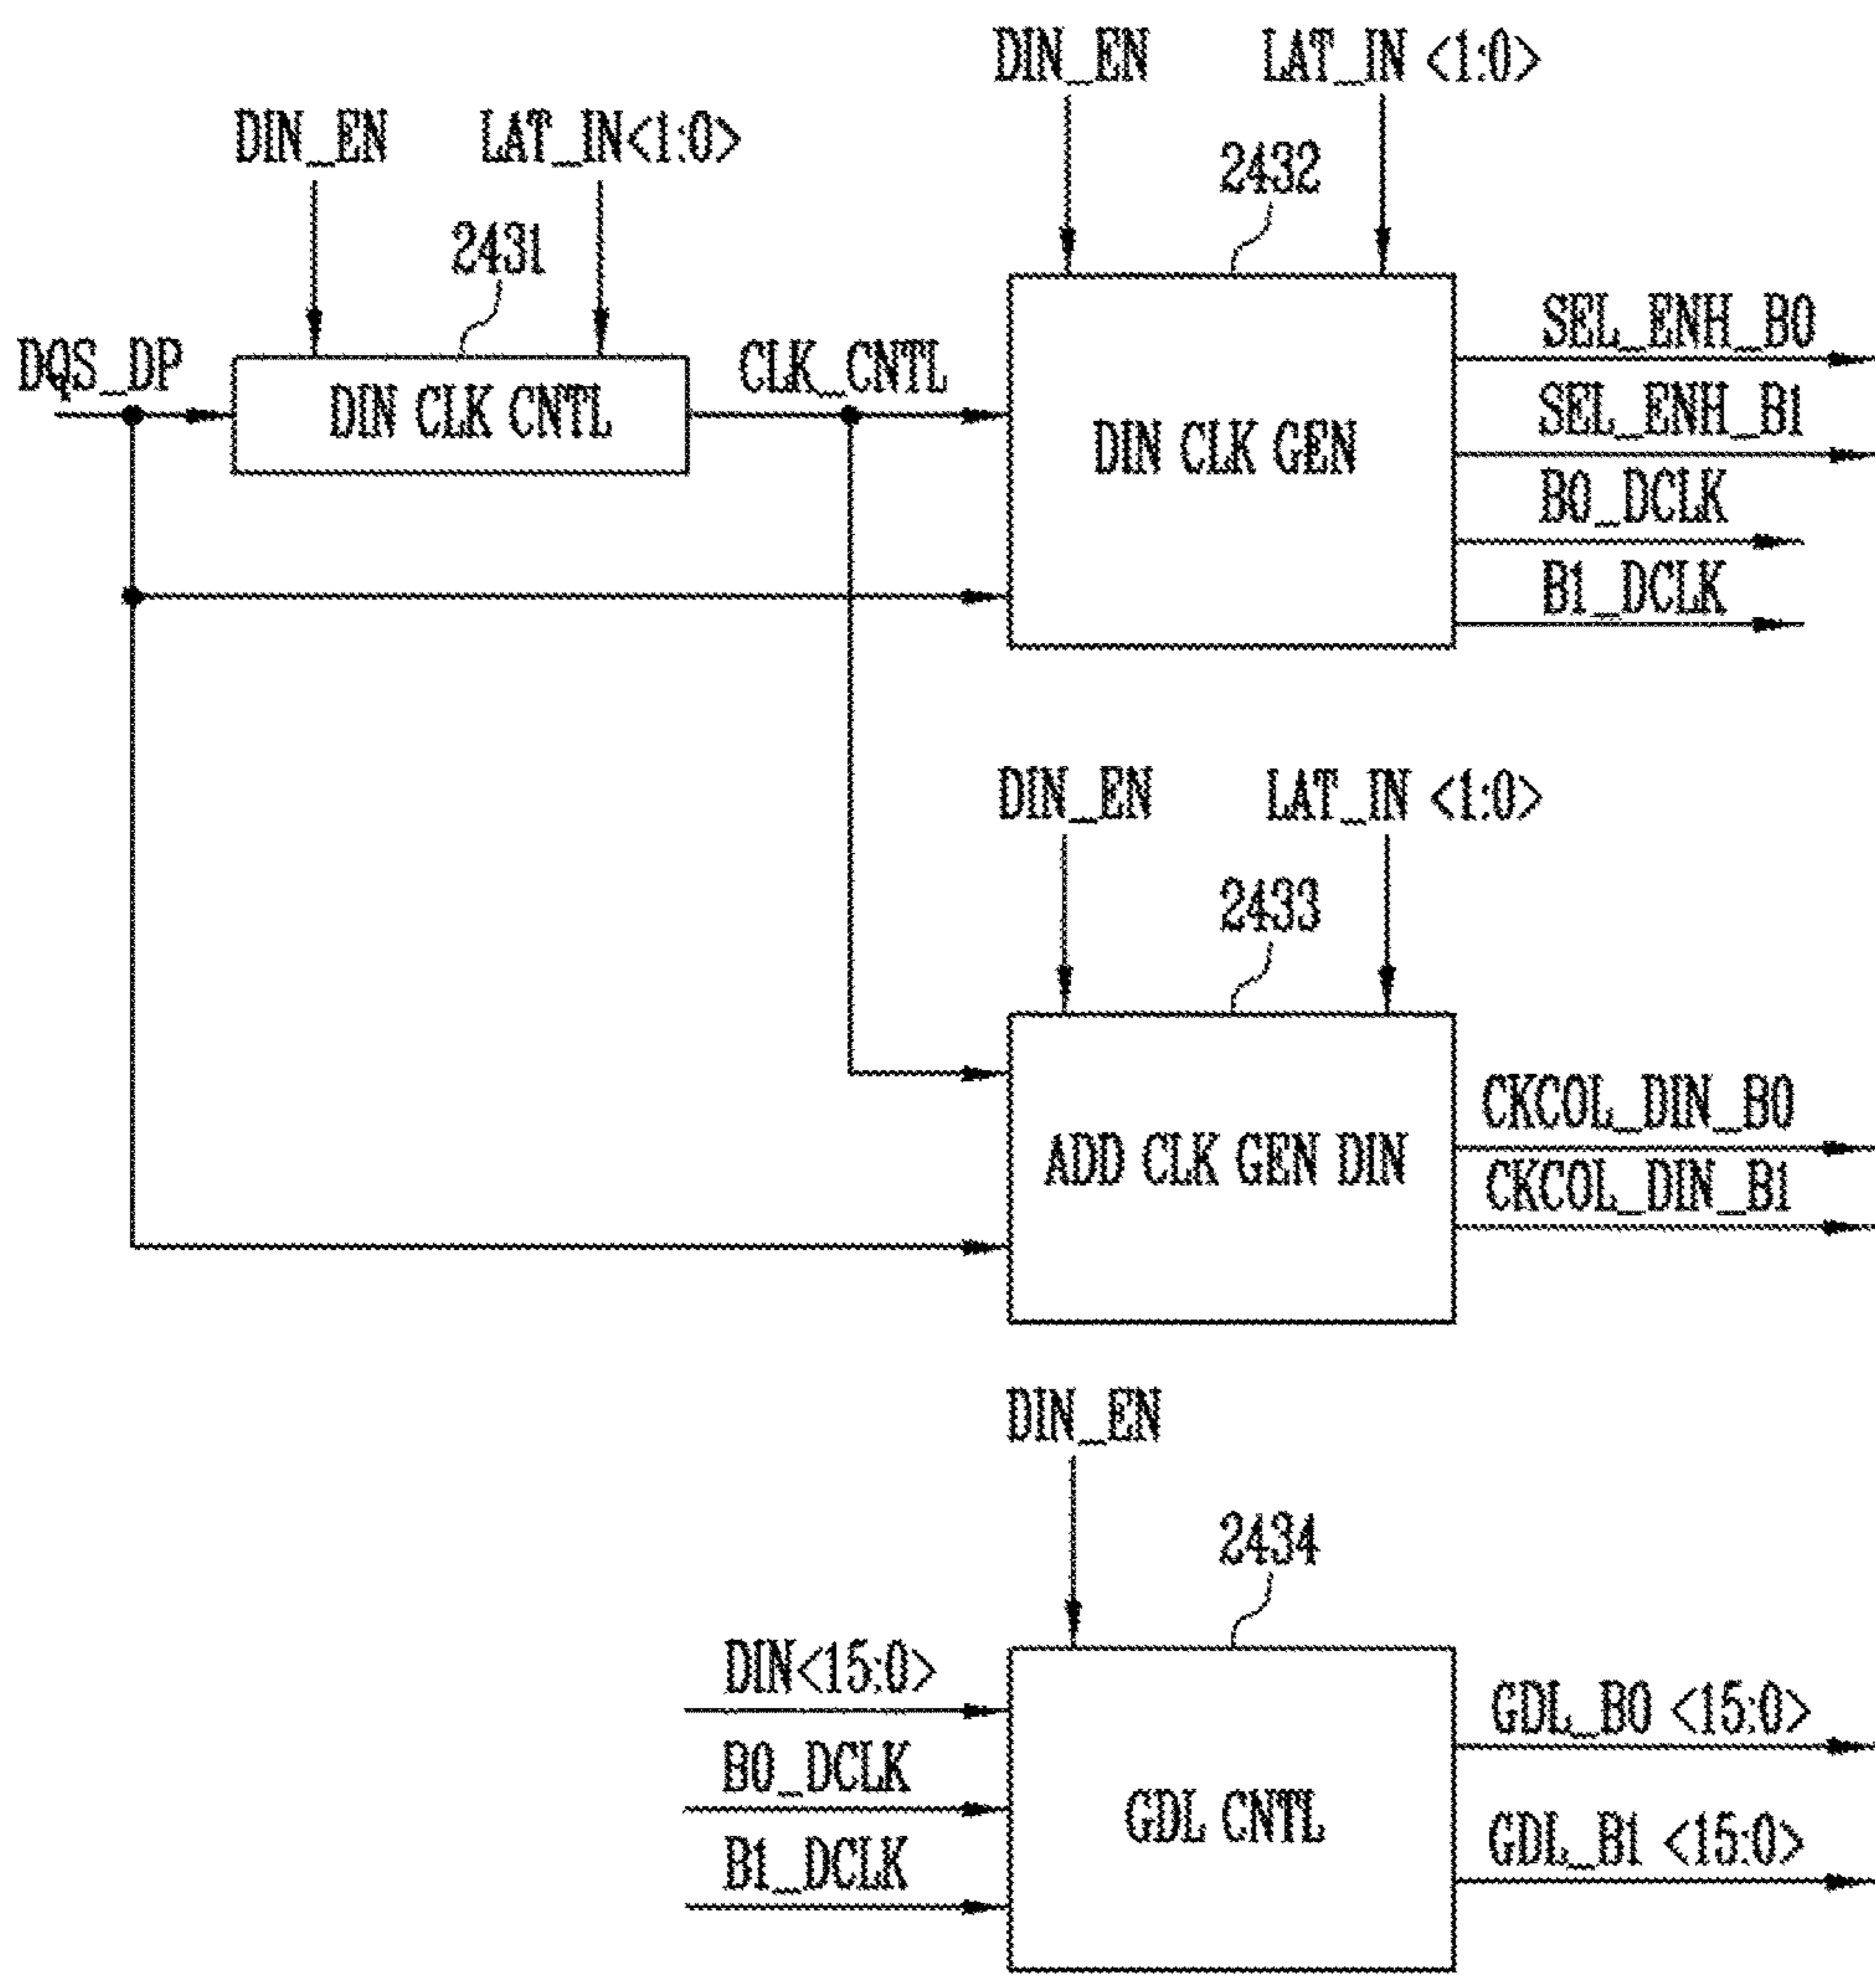 DIN_EN LAT_IN <1:0>
DIN_EN LAT_IN<1:0>
2432
2431
SEL_ENH_B0
DQS_DP
DIN CLK CNTL
CLK_CNTL
DIN CLK GEN
SEL_ENH_B1
B0_DCLK
B1_DCLK
DIN_EN LAT_IN <1:0>
2433
CKCOL_DIN_B0
ADD CLK GEN DIN
CKCOL_DIN_B1
DIN_EN
2434
DIN<15:0>
GDL_B0 <15:0>
B0_DCLK
GDL CNTL
GDL_B1 <15:0>
B1_DCLK